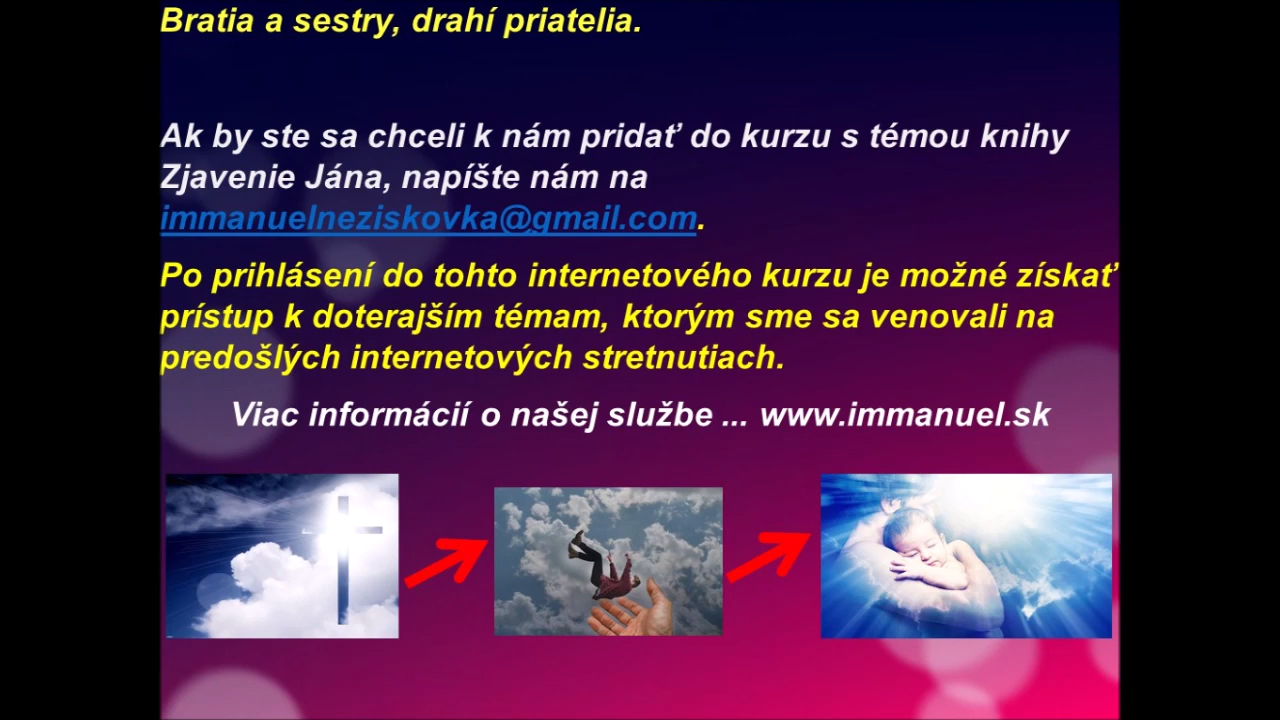 Bratia a sestry, drahí priatelia.
Ak by ste sa chceli k nám pridať do kurzu s témou knihy
Zjavenie Jána, napíšte nám na
immanuelneziskovka@gmail.com.
Po prihlásení do tohto internetového kurzu je možné získať
prístup k doterajším témam, ktorým sme sa venovali na
predošlých internetových stretnutiach.
Viac informácií o našej službe ... www.immanuel.sk